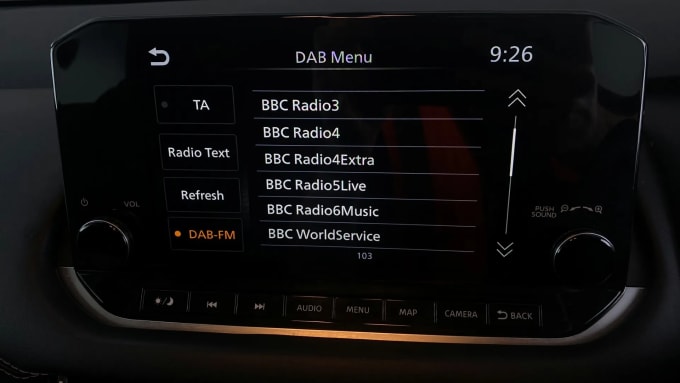 DAB Menu
9:26
TA
Radio Text
Refresh
DAB-FM
BBC Radio3
BBC Radio4
BBC Radio4Extra
BBC Radio5Live
BBC Radio6Music
BBC WorldService
103
VOL
PUSH
SOUND
AUDIO
MENU
MAP
CAMERA
BACK